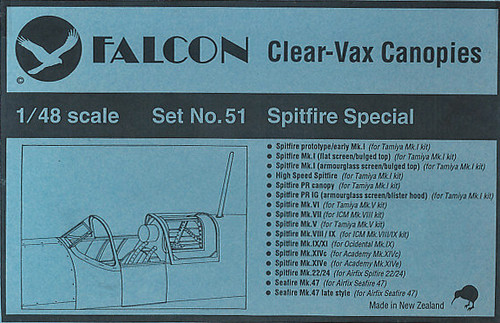 FALCON Clear-Vax Canopies
©
1/48 scale Set No.51 Spitfire Special
Spitfire prototype/early Mk.I (for Tamiya Mk.I kit)
Spitfire Mk.I (flat screen/bulged top) (for Tamiya Mk.I kit)
Spitfire Mk.I (armourglass screen/bulged top) (for Tamiya Mk.I kit)
High Speed Spitfire (for Tamiya Mk.I kit)
Spitfire PR canopy (for Tamiya Mk.I kit)
Spitfire PR IG (armourglass screen/blister hood) (for Tamiya Mk.I kit)
Spitfire Mk.VI (for Tamiya Mk.V kit)
Spitfire Mk.VII (for ICM Mk.VIII kit)
Spitfire Mk.V (for Tamiya Mk.V kit)
Spitfire Mk.VIII/IX (for ICM Mk.VIII/IX kit)
Spitfire Mk.IX/XI (for Ocidental Mk.IX)
Spitfire Mk.XIVc (for Academy Mk.XIVc)
Spitfire Mk.XIVe (for Academy Mk.XIVe)
Spitfire Mk.22/24 (for Airfix Spitfire 22/24)
Seafire Mk.47 (for Airfix Seafire 47)
Seafire Mk.47 late style (for Airfix Seafire 47)
Made in New Zealand